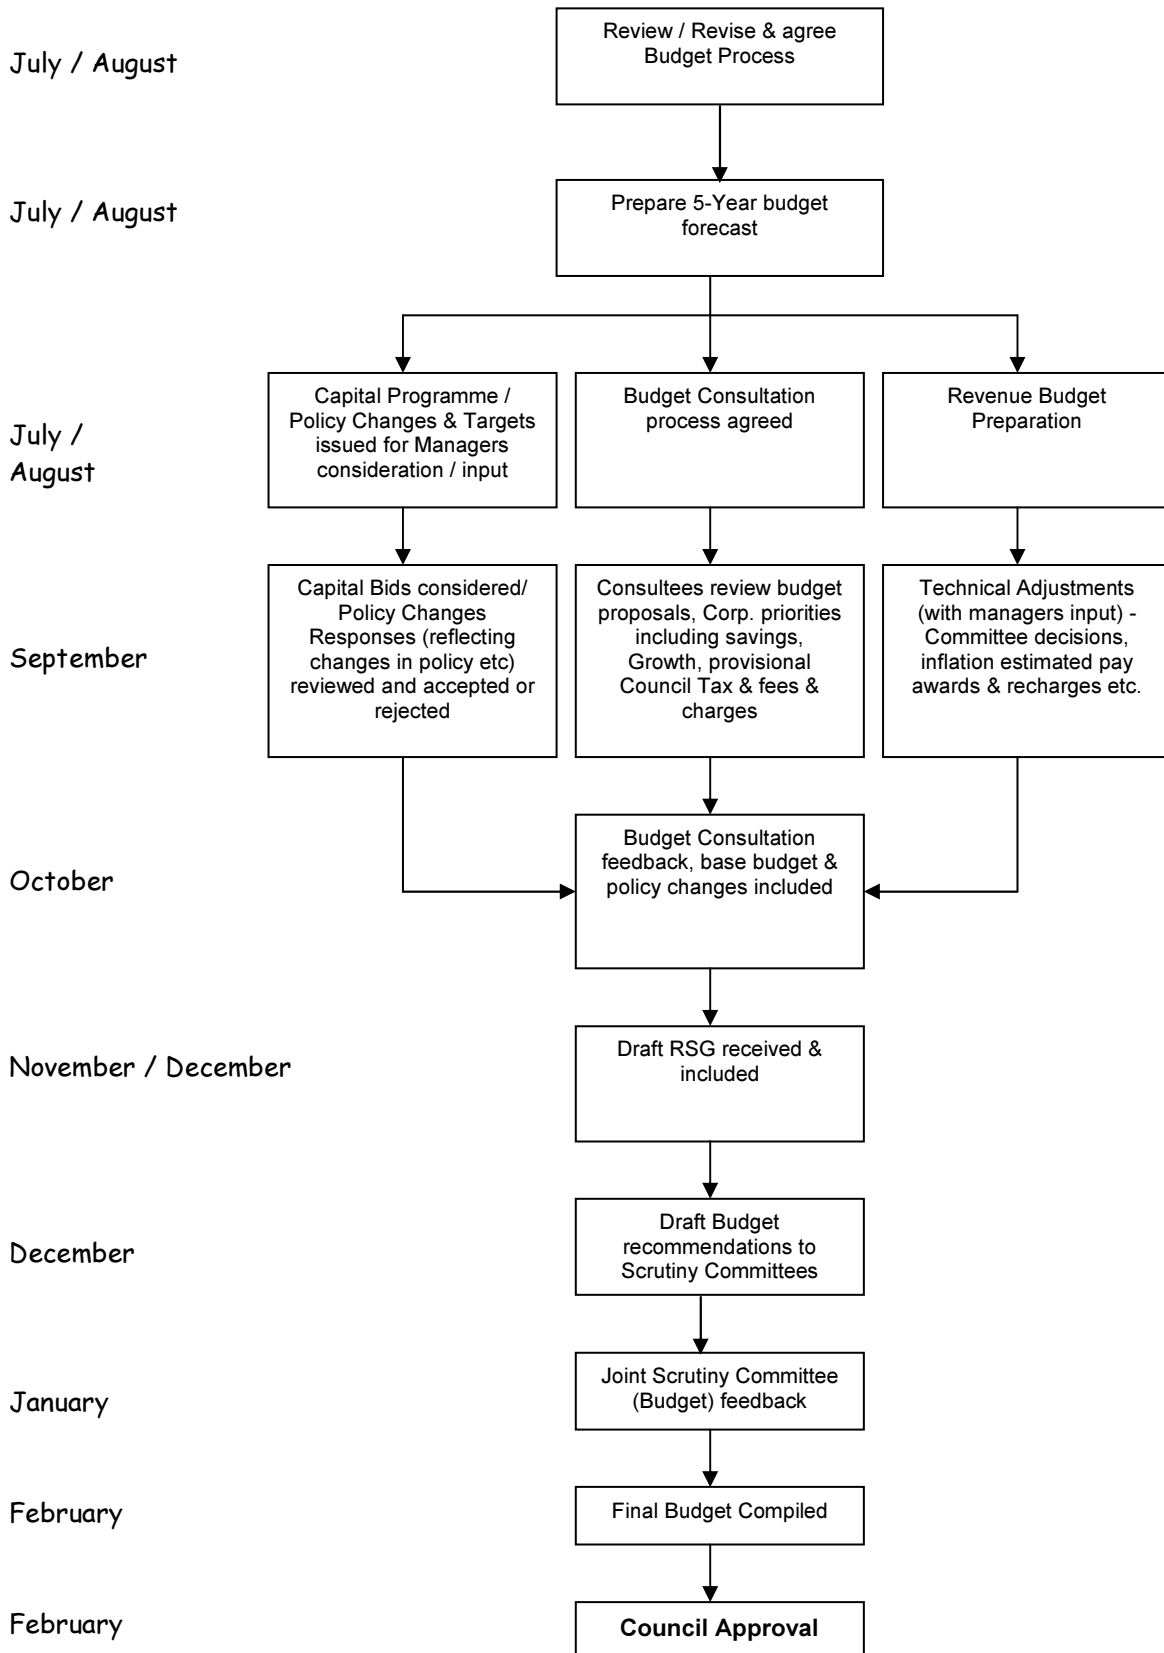 July / August
Review / Revise & agree
Budget Process
July / August
Prepare 5-Year budget
forecast
July /
August
Capital Programme /
Policy Changes & Targets
issued for Managers
consideration / input
Budget Consultation
process agreed
Revenue Budget
Preparation
September
Capital Bids considered/
Policy Changes
Responses (reflecting
changes in policy etc)
reviewed and accepted or
rejected
Consultees review budget
proposals, Corp. priorities
including savings,
Growth, provisional
Council Tax & fees &
charges
Technical Adjustments
(with managers input) -
Committee decisions,
inflation estimated pay
awards & recharges etc.
October
Budget Consultation
feedback, base budget &
policy changes included
November / December
Draft RSG received &
included
December
Draft Budget
recommendations to
Scrutiny Committees
January
Joint Scrutiny Committee
(Budget) feedback
February
Final Budget Compiled
February
Council Approval